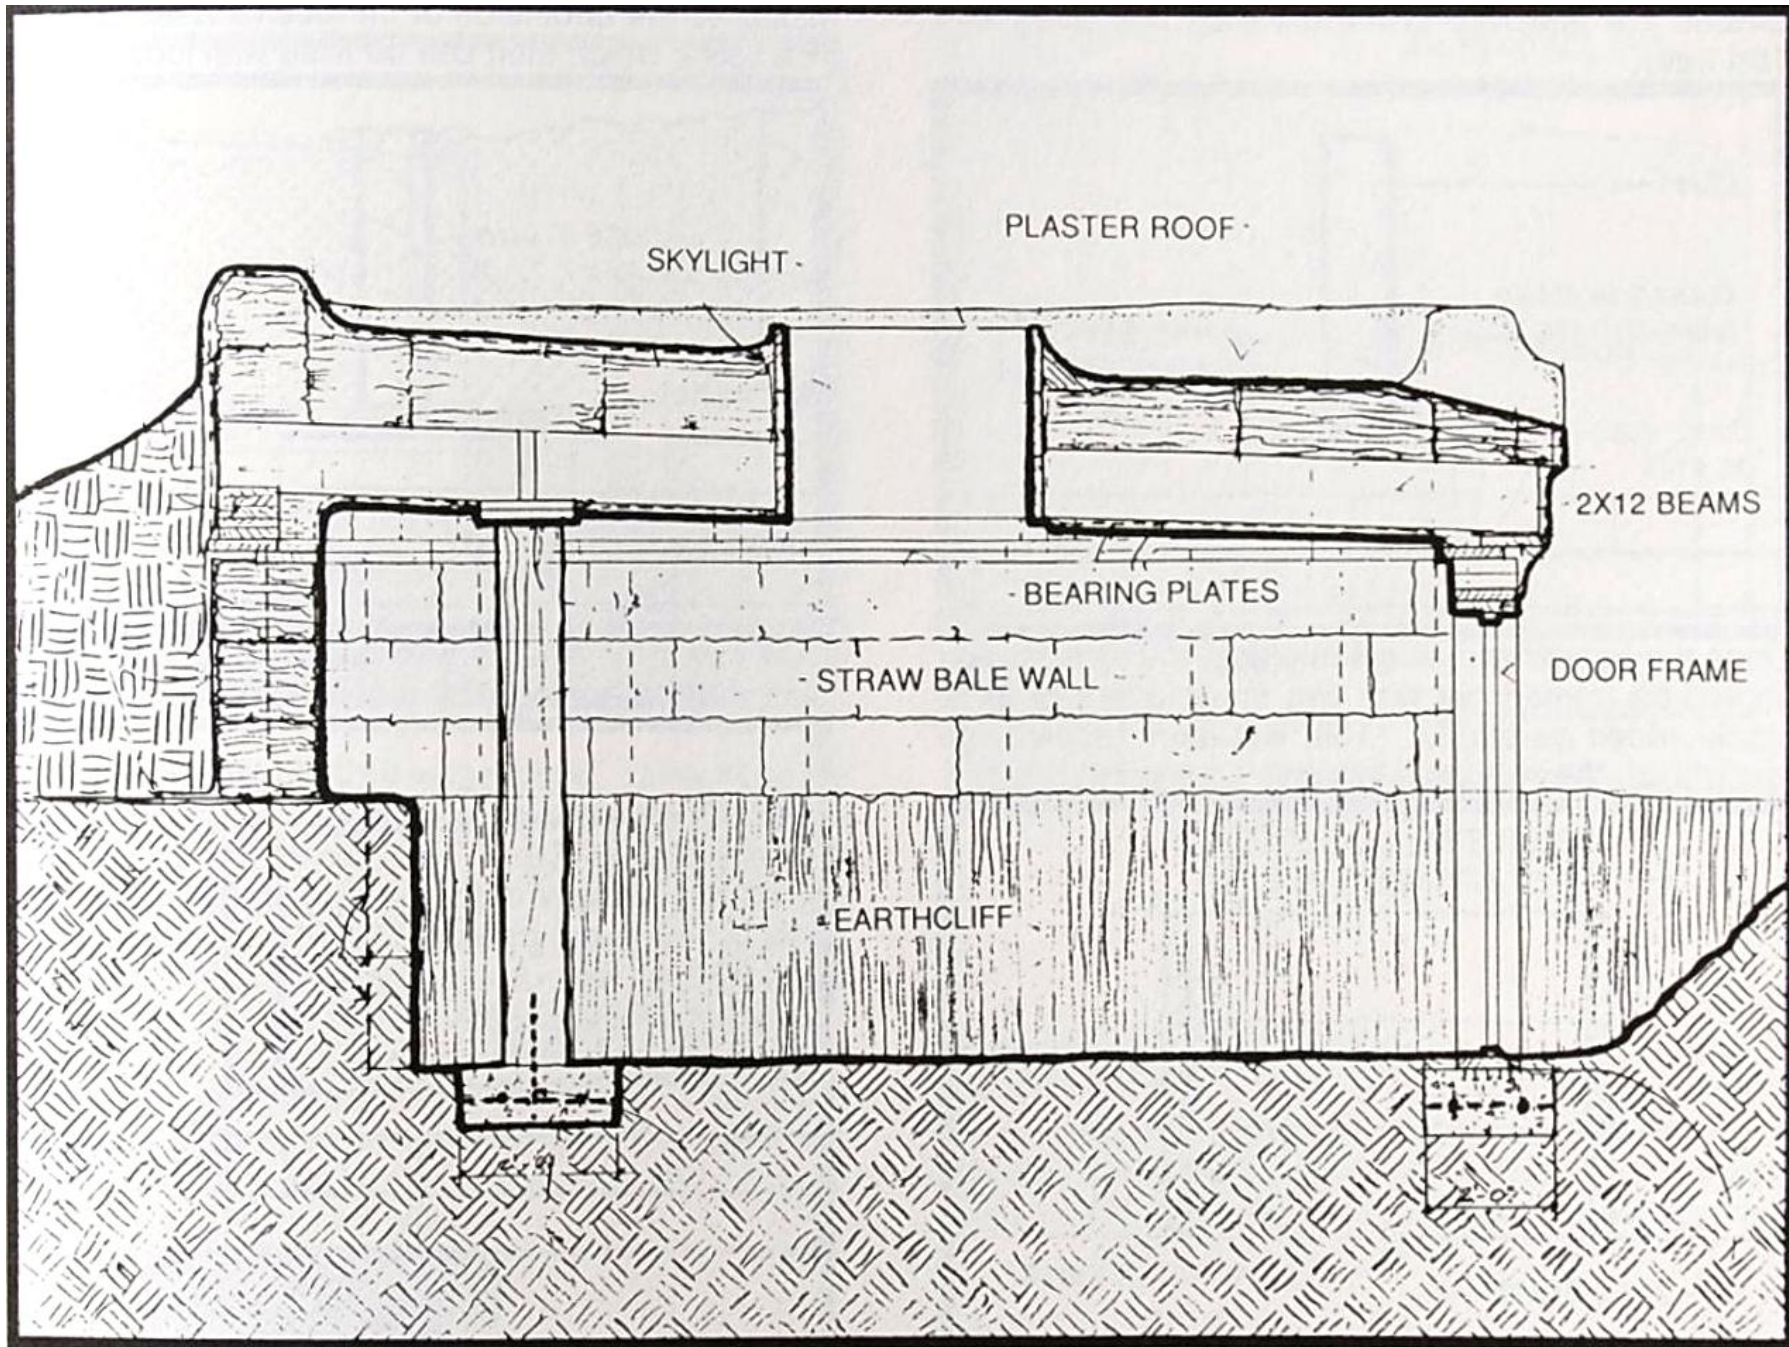 PLASTER ROOF
SKYLIGHT
2X12 BEAMS
BEARING PLATES
DOOR FRAME
STRAW BALE WALL
EARTHCLIFF
2'-0"